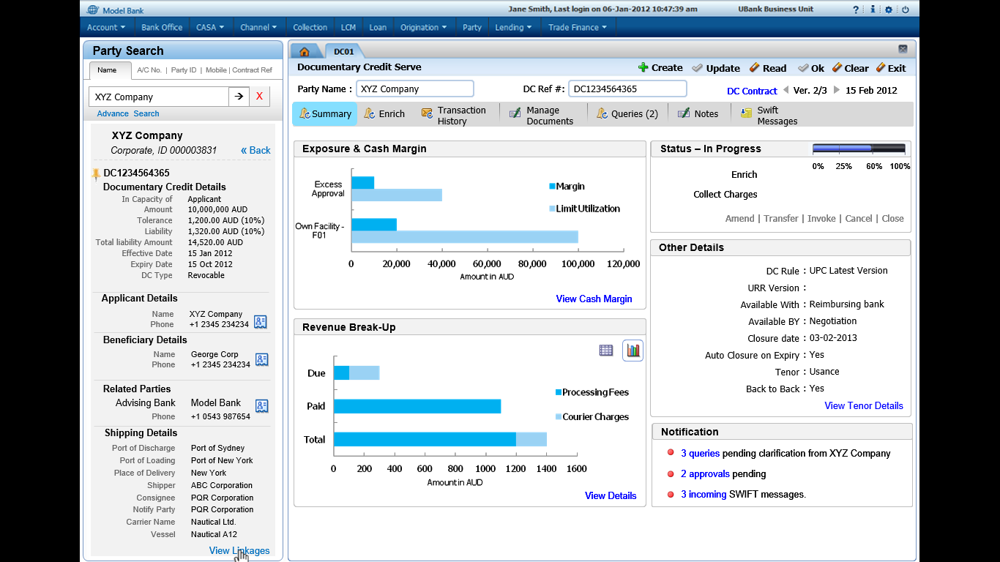 Model Bank
Jane Smith, Last login on 06-Jan-2012 10:47:39 am
UBank Business Unit
?
Account
Bank Office
CASA
Channel
Collection
LCM
Loan
Origination
Party
Lending
Trade Finance
Party Search
Name
A/C No. | Party ID | Mobile | Contract Ref
XYZ Company
X
Advance Search
XYZ Company
Corporate, ID 000003831
« Back
DC1234564365
Documentary Credit Details
In Capacity of Applicant
Amount 10,000,000 AUD
Tolerance 1,200.00 AUD (10%)
Liability 1,320.00 AUD (10%)
Total liability Amount 14,520.00 AUD
Effective Date 15 Jan 2012
Expiry Date 15 Oct 2012
DC Type Revocable
Applicant Details
Name XYZ Company
Phone +1 2345 234234
Beneficiary Details
Name George Corp
Phone +1 2345 234234
Related Parties
Advising Bank Model Bank
Phone +1 0543 987654
Shipping Details
Port of Discharge Port of Sydney
Port of Loading Port of New York
Place of Delivery New York
Shipper ABC Corporation
Consignee PQR Corporation
Notify Party PQR Corporation
Carrier Name Nautical Ltd.
Vessel Nautical A12
View Linkages
DC01
Documentary Credit Serve
Create
Update
Read
Ok
Clear
Exit
Party Name : XYZ Company
DC Ref #: DC1234564365
DC Contract
Ver. 2/3
15 Feb 2012
Summary
Enrich
Transaction
History
Manage
Documents
Queries (2)
Notes
Swift
Messages
Exposure & Cash Margin
Excess
Approval
Own Facility -
F01
Margin
Limit Utilization
0 20,000 40,000 60,000 80,000 100,000 120,000
Amount in AUD
View Cash Margin
Revenue Break-Up
Due
Paid
Total
Processing Fees
Courier Charges
0 200 400 600 800 1000 1200 1400 1600
Amount in AUD
View Details
Status – In Progress
0% 25% 60% 100%
Enrich
Collect Charges
Amend | Transfer | Invoke | Cancel | Close
Other Details
DC Rule : UPC Latest Version
URR Version :
Available With : Reimbursing bank
Available BY : Negotiation
Closure date : 03-02-2013
Auto Closure on Expiry : Yes
Tenor : Usance
Back to Back : Yes
View Tenor Details
Notification
3 queries pending clarification from XYZ Company
2 approvals pending
3 incoming SWIFT messages.